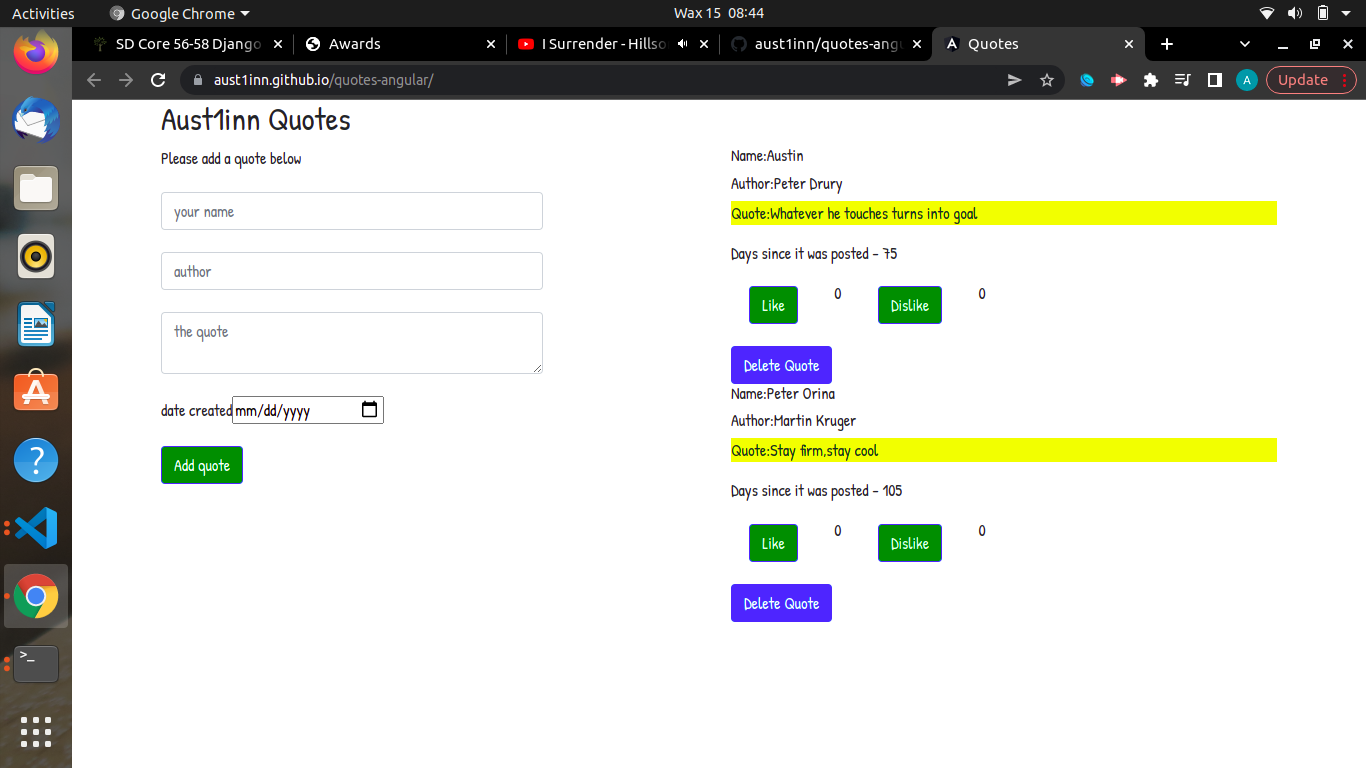 Activities
Google Chrome
Wax 15 08:44
SD Core 56-58 Django
Awards
I Surrender - Hillso
aust1inn/quotes-angu
Quotes
aust1inn.github.io/quotes-angular/
A
Update
Aust1inn Quotes
Please add a quote below
your name
author
the quote
date created mm/dd/yyyy
Add quote
Name:Austin
Author:Peter Drury
Quote:Whatever he touches turns into goal
Days since it was posted - 75
Like 0 Dislike 0
Delete Quote
Name:Peter Orina
Author:Martin Kruger
Quote:Stay firm,stay cool
Days since it was posted - 105
Like 0 Dislike 0
Delete Quote